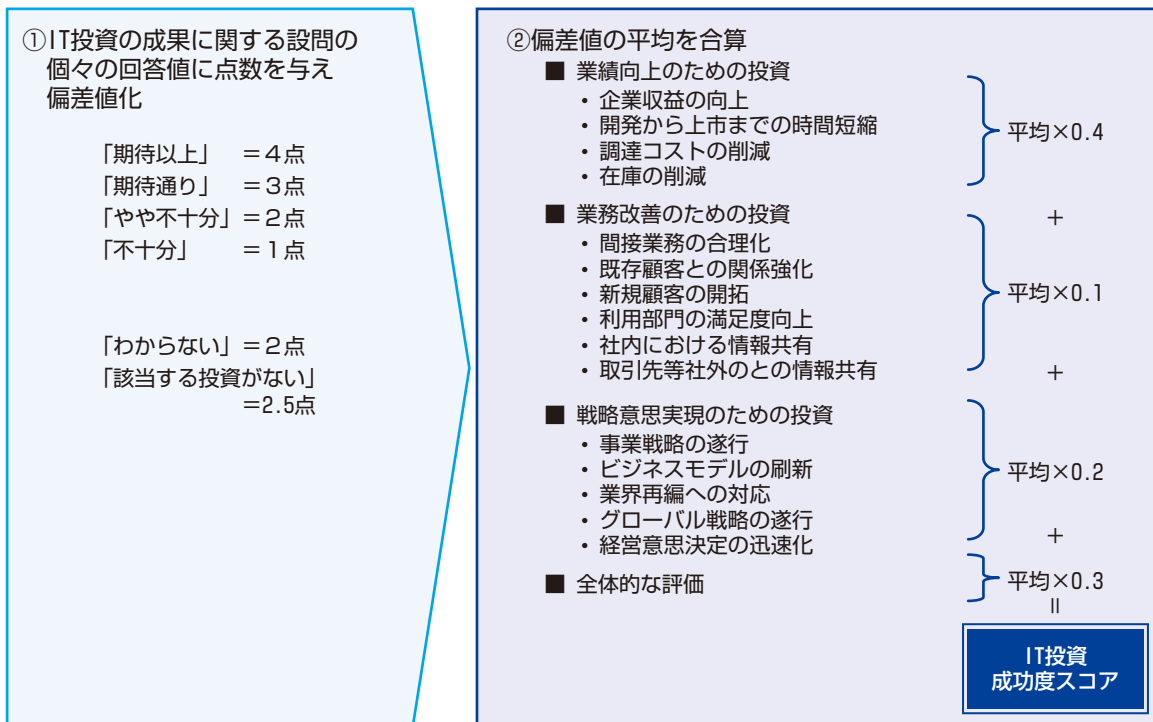 ①IT投資の成果に関する設問の
個々の回答値に点数を与え
偏差値化
「期待以上」 ＝４点
「期待通り」 ＝３点
「やや不十分」＝２点
「不十分」 ＝１点
「わからない」＝２点
「該当する投資がない」
＝2.5点
②偏差値の平均を合算
■ 業績向上のための投資
・企業収益の向上
・開発から上市までの時間短縮
・調達コストの削減
・在庫の削減
平均×0.4
＋
■ 業務改善のための投資
・間接業務の合理化
・既存顧客との関係強化
・新規顧客の開拓
・利用部門の満足度向上
・社内における情報共有
・取引先等社外のとの情報共有
平均×0.1
＋
■ 戦略意思実現のための投資
・事業戦略の遂行
・ビジネスモデルの刷新
・業界再編への対応
・グローバル戦略の遂行
・経営意思決定の迅速化
平均×0.2
＋
■ 全体的な評価
平均×0.3
＝
IT投資
成功度スコア